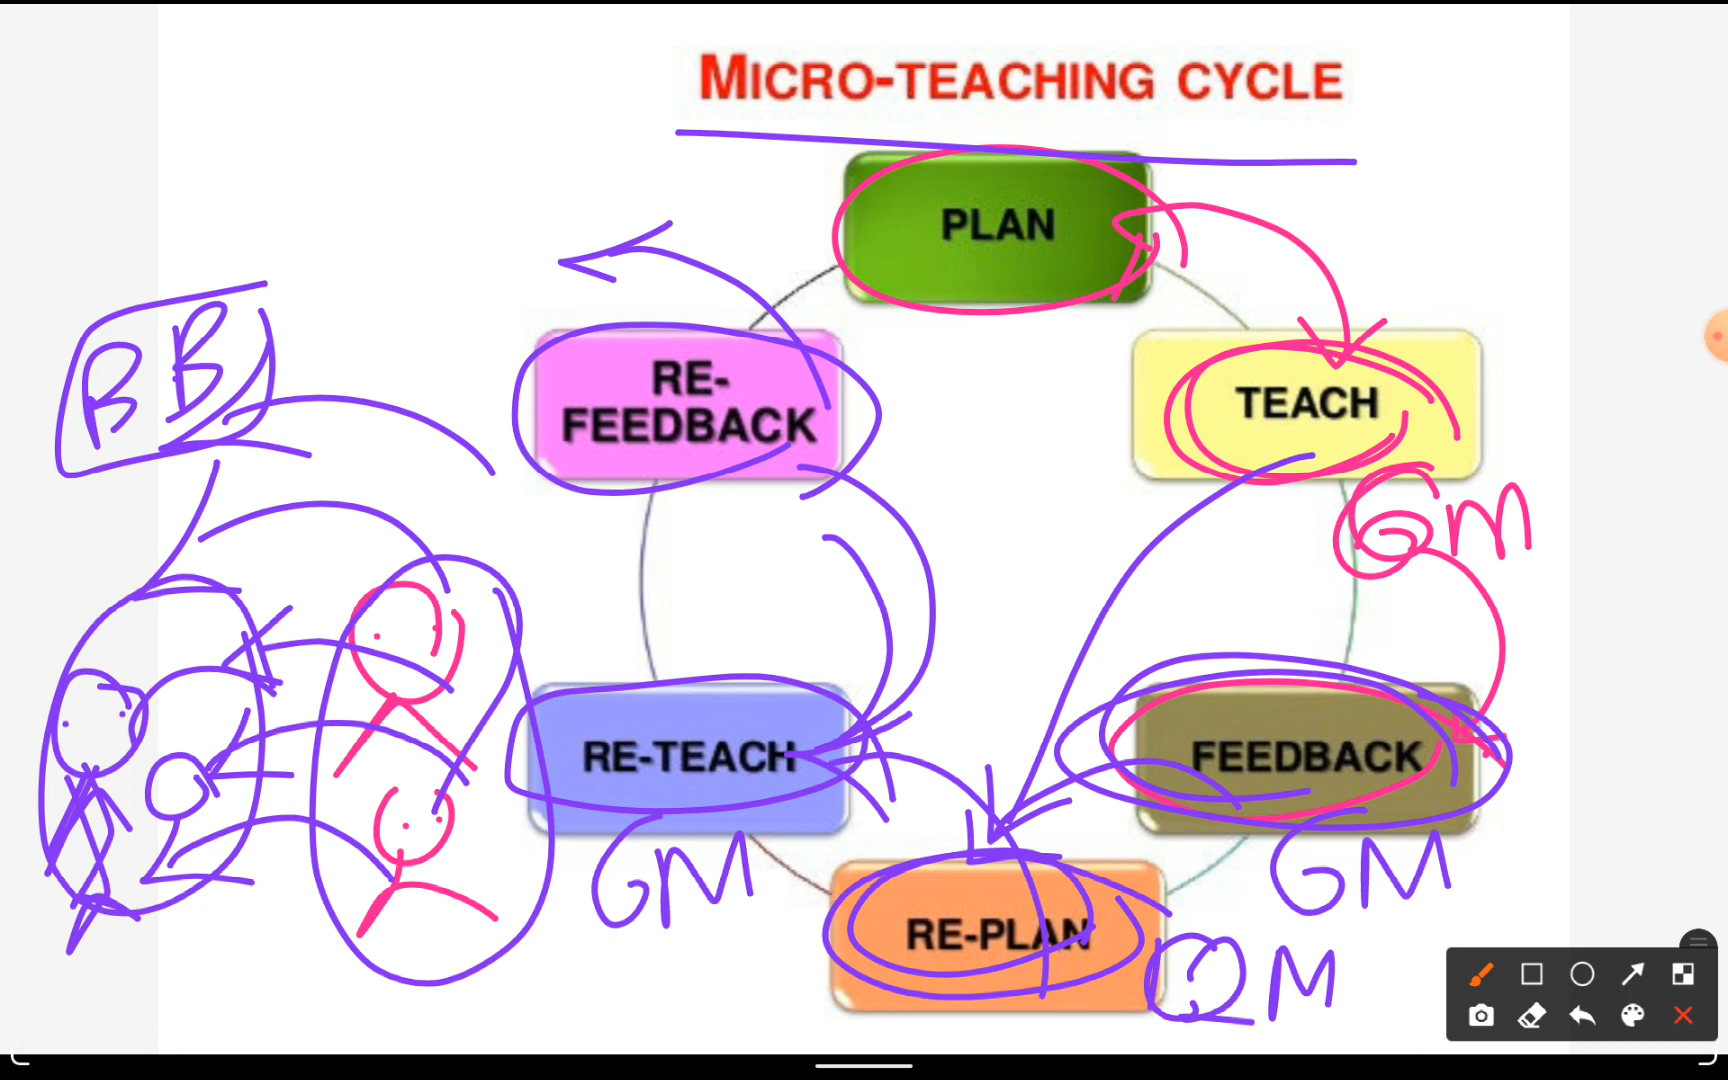 MICRO-TEACHING CYCLE
PLAN
RE-
FEEDBACK
TEACH
BB
GM
RE-TEACH
FEEDBACK
GM
GM
RE-PLAN
QM